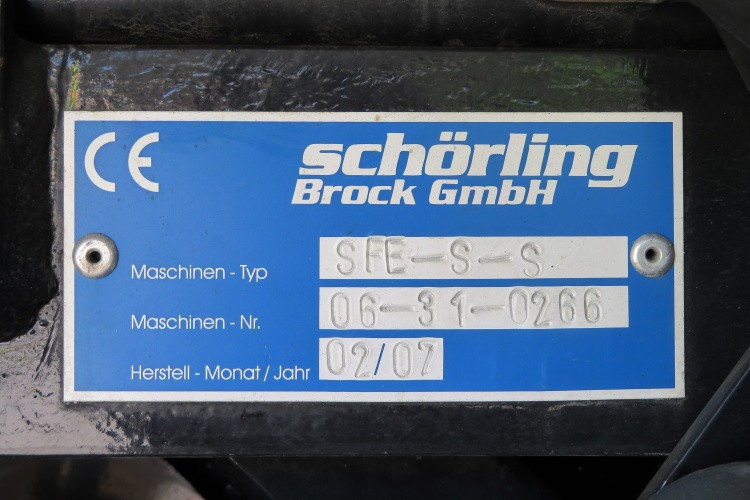 CE
schörling
Brock GmbH
Maschinen - Typ SFE-S-S
Maschinen - Nr. 06-31-0266
Herstell - Monat / Jahr 02/07